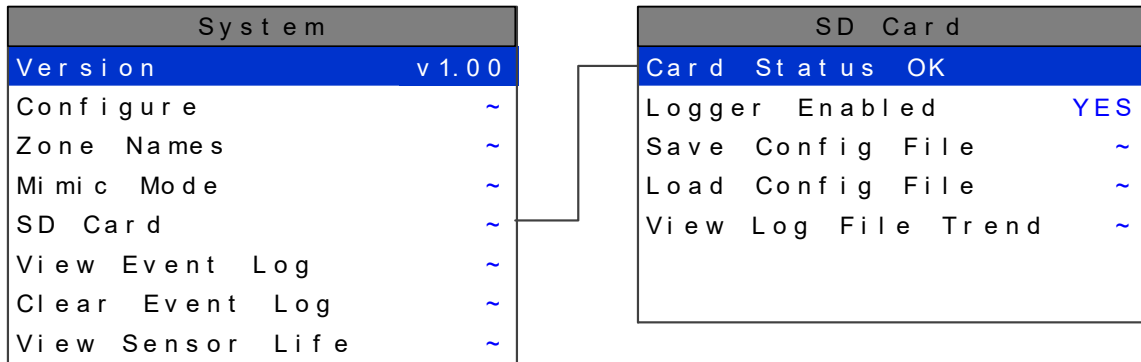 System
Version v1.00
Configure ~
Zone Names ~
Mimic Mode ~
SD Card ~
View Event Log ~
Clear Event Log ~
View Sensor Life ~
SD Card
Card Status OK
Logger Enabled YES
Save Config File ~
Load Config File ~
View Log File Trend ~